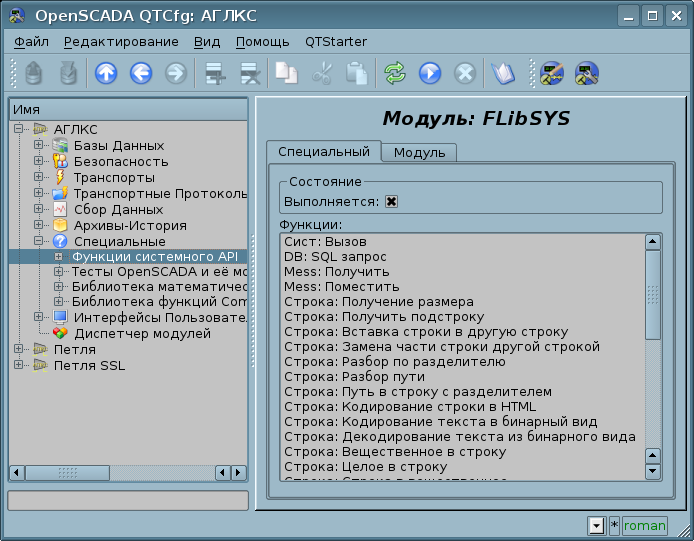 OpenSCADA QTCfg: АГЛКС
Файл Редактирование Вид Помощь QTStarter
Имя
АГЛКС
Базы Данных
Безопасность
Транспорты
Транспортные Протоколы
Сбор Данных
Архивы-История
Специальные
Функции системного API
Тесты OpenSCADA и её мо
Библиотека математичес
Библиотека функций Com
Интерфейсы Пользовате
Диспетчер модулей
Петля
Петля SSL
Модуль: FLibSYS
Специальный Модуль
Состояние
Выполняется:
Функции:
Сист: Вызов
DB: SQL запрос
Mess: Получить
Mess: Поместить
Строка: Получение размера
Строка: Получить подстроку
Строка: Вставка строки в другую строку
Строка: Замена части строки другой строкой
Строка: Разбор по разделителю
Строка: Разбор пути
Строка: Путь в строку с разделителем
Строка: Кодирование строки в HTML
Строка: Кодирование текста в бинарный вид
Строка: Декодирование текста из бинарного вида
Строка: Вещественное в строку
Строка: Целое в строку
Строка: Строка в вещественное
* roman